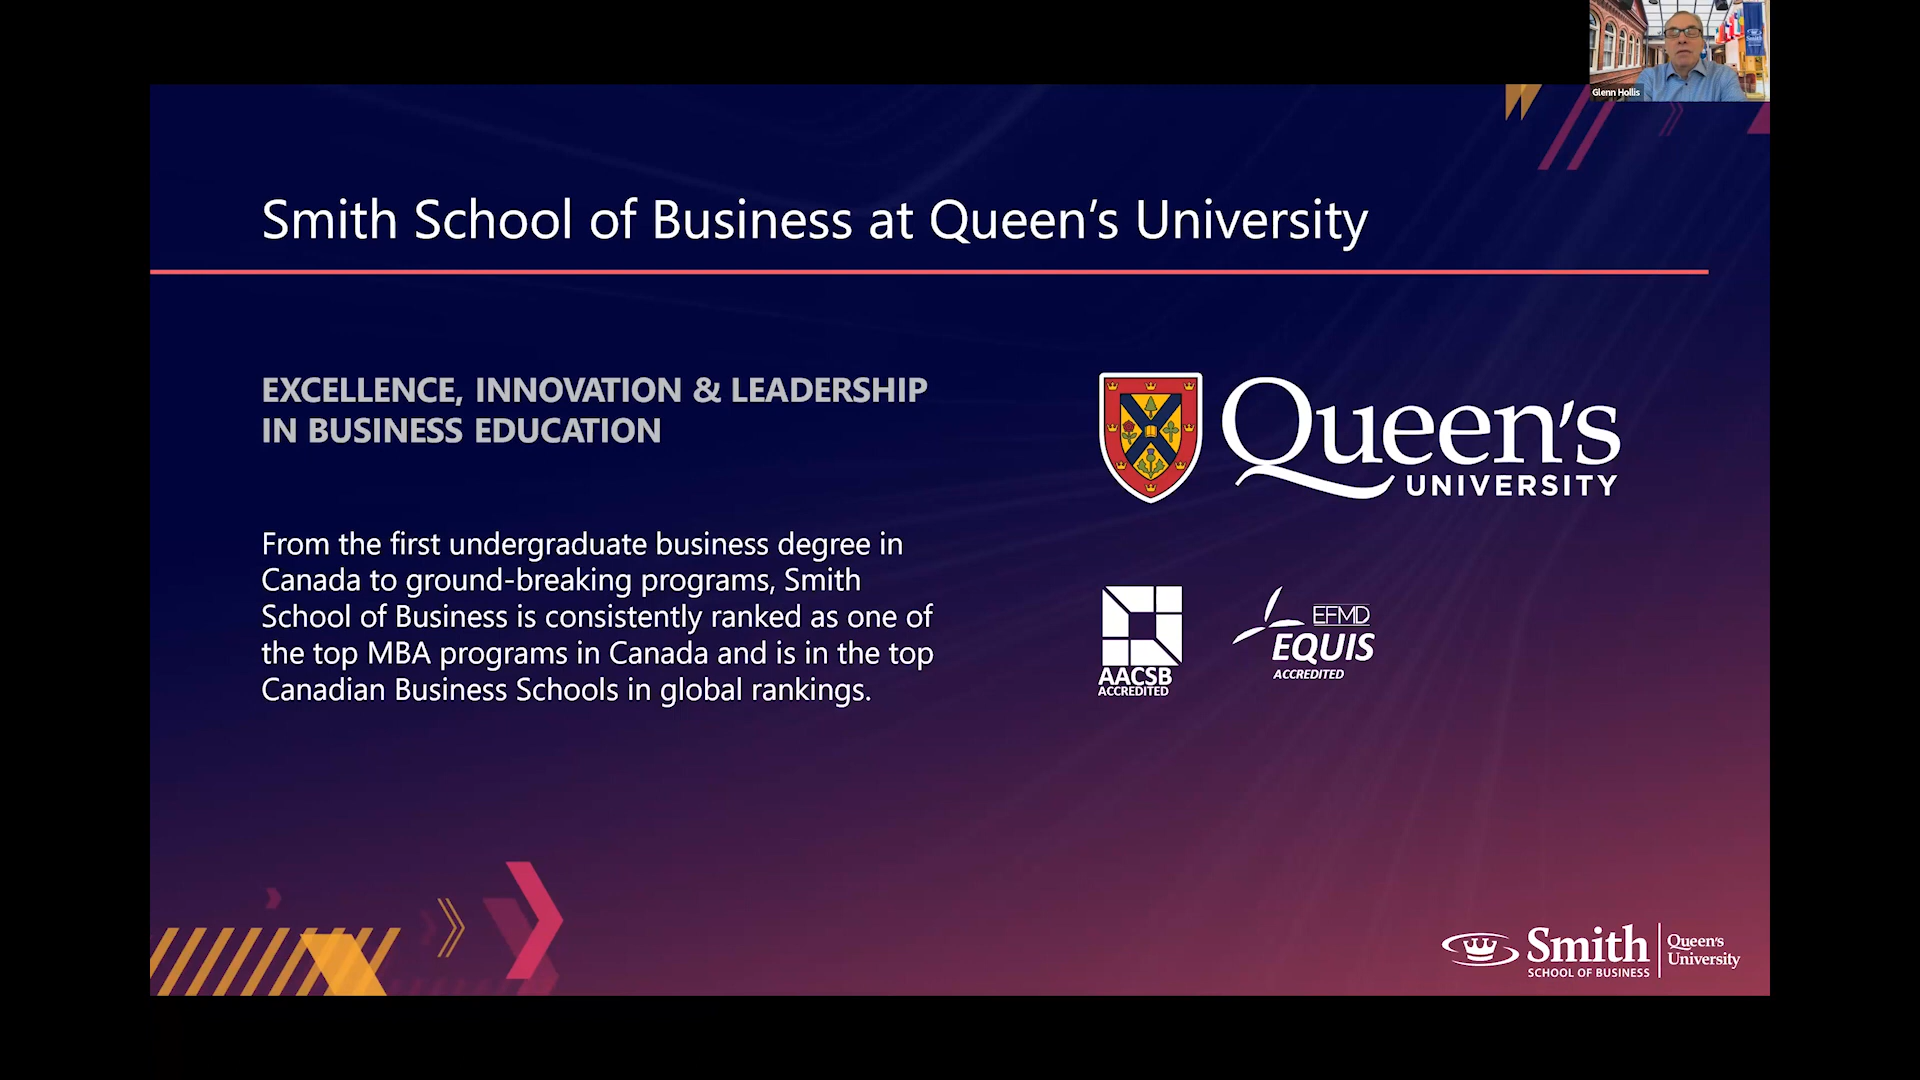 Glenn Hollis
Smith School of Business at Queen’s University
EXCELLENCE, INNOVATION & LEADERSHIP
IN BUSINESS EDUCATION
From the first undergraduate business degree in
Canada to ground-breaking programs, Smith
School of Business is consistently ranked as one of
the top MBA programs in Canada and is in the top
Canadian Business Schools in global rankings.
Queen's
UNIVERSITY
AACSB
ACCREDITED
EFMD
EQUIS
ACCREDITED
Smith
SCHOOL OF BUSINESS
Queen's
University